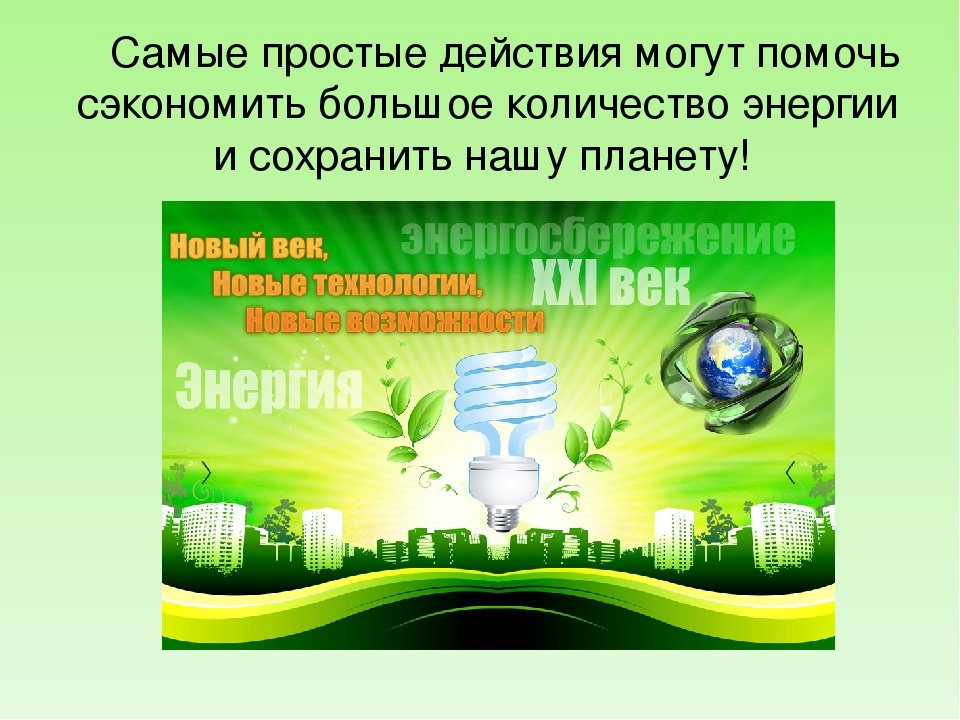 Самые простые действия могут помочь
сэкономить большое количество энергии
и сохранить нашу планету!
энергосбережение
Новый век,
XXI век
Новые технологии,
Новые возможности
Энергия